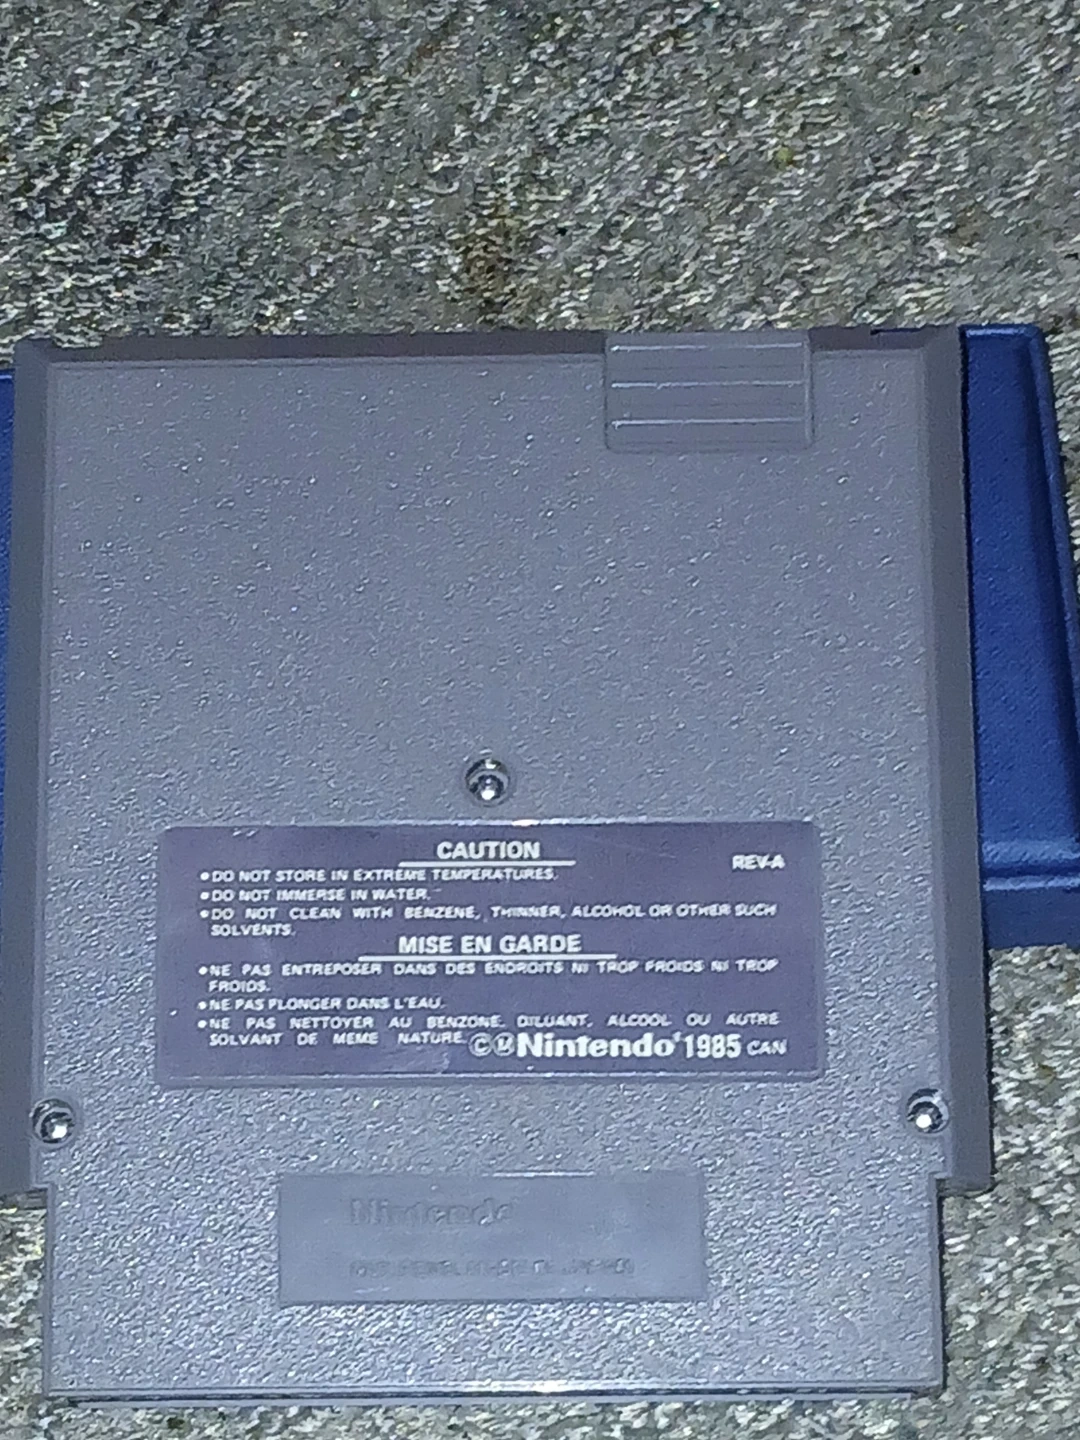 CAUTION
REV-A
•DO NOT STORE IN EXTREME TEMPERATURES.
•DO NOT IMMERSE IN WATER.
•DO NOT CLEAN WITH BENZENE, THINNER, ALCOHOL OR OTHER SUCH
SOLVENTS.
MISE EN GARDE
•NE PAS ENTREPOSER DANS DES ENDROITS NI TROP FROIDS NI TROP
FROIDS.
•NE PAS PLONGER DANS L'EAU.
•NE PAS NETTOYER AU BENZONE, DILUANT, ALCOOL OU AUTRE
SOLVANT DE MEME NATURE.
©Ⓜ Nintendo® 1985 CAN
Nintendo